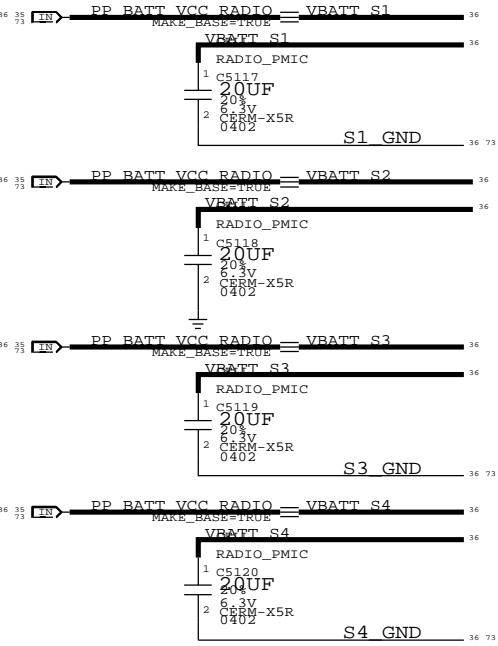 36 35 IN PP_BATT_VCC_RADIO VBATT_S1 36
73 MAKE_BASE=TRUE
VBATT_S1 36
RADIO_PMIC
1 C5117
20UF
20%
6.3V
2 CERM-X5R
0402
S1_GND 36 73
36 35 IN PP_BATT_VCC_RADIO VBATT_S2 36
73 MAKE_BASE=TRUE
VBATT_S2 36
RADIO_PMIC
1 C5118
20UF
20%
6.3V
2 CERM-X5R
0402
36 35 IN PP_BATT_VCC_RADIO VBATT_S3 36
73 MAKE_BASE=TRUE
VBATT_S3 36
RADIO_PMIC
1 C5119
20UF
20%
6.3V
2 CERM-X5R
0402
S3_GND 36 73
36 35 IN PP_BATT_VCC_RADIO VBATT_S4 36
73 MAKE_BASE=TRUE
VBATT_S4 36
RADIO_PMIC
1 C5120
20UF
20%
6.3V
2 CERM-X5R
0402
S4_GND 36 73